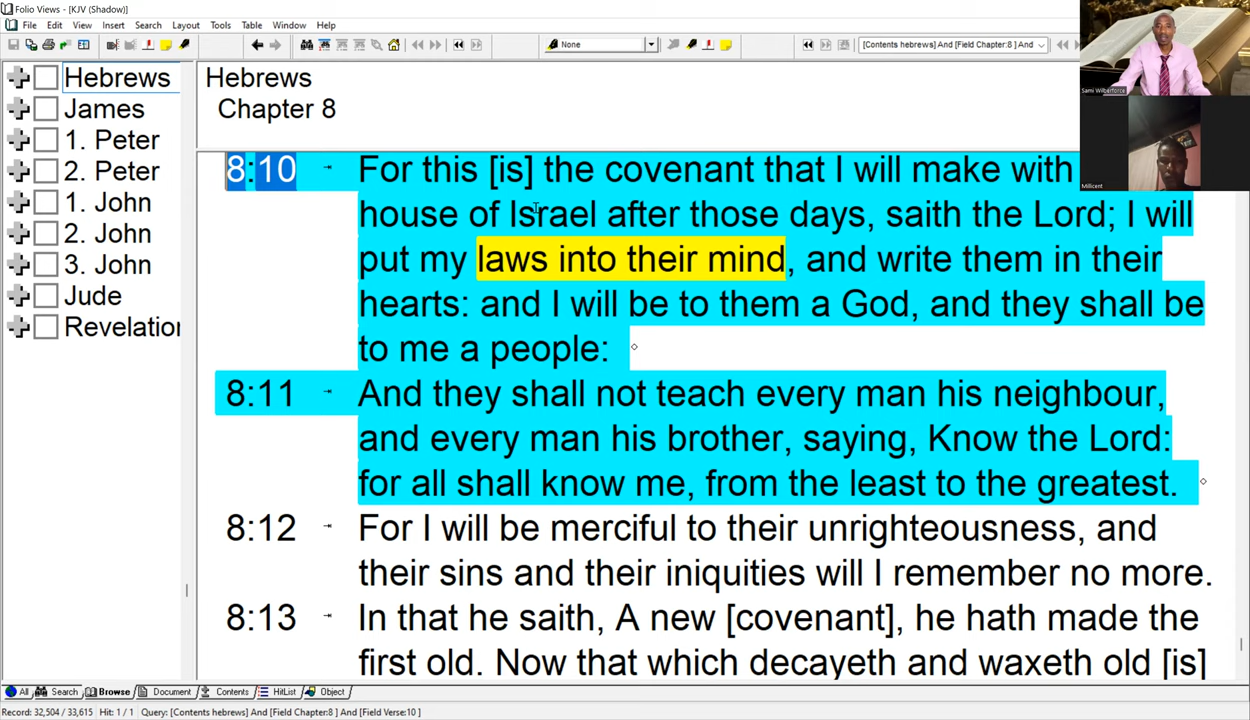 Folio Views - [KJV (Shadow)]
File Edit View Insert Search Layout Tools Table Window Help
None
[Contents hebrews] And [Field Chapter:8 ] And
Hebrews
James
1. Peter
2. Peter
1. John
2. John
3. John
Jude
Revelation
Hebrews
Chapter 8
8:10 For this [is] the covenant that I will make with
house of Israel after those days, saith the Lord; I will
put my laws into their mind, and write them in their
hearts: and I will be to them a God, and they shall be
to me a people:
8:11 And they shall not teach every man his neighbour,
and every man his brother, saying, Know the Lord:
for all shall know me, from the least to the greatest.
8:12 For I will be merciful to their unrighteousness, and
their sins and their iniquities will I remember no more.
8:13 In that he saith, A new [covenant], he hath made the
first old. Now that which decayeth and waxeth old [is]
Sami Wilberforce
Millicent
All Search Browse Document Contents HitList Object
Record: 32,504 / 33,615 Hit: 1 / 1 Query: [Contents hebrews] And [Field Chapter:8 ] And [Field Verse:10 ]